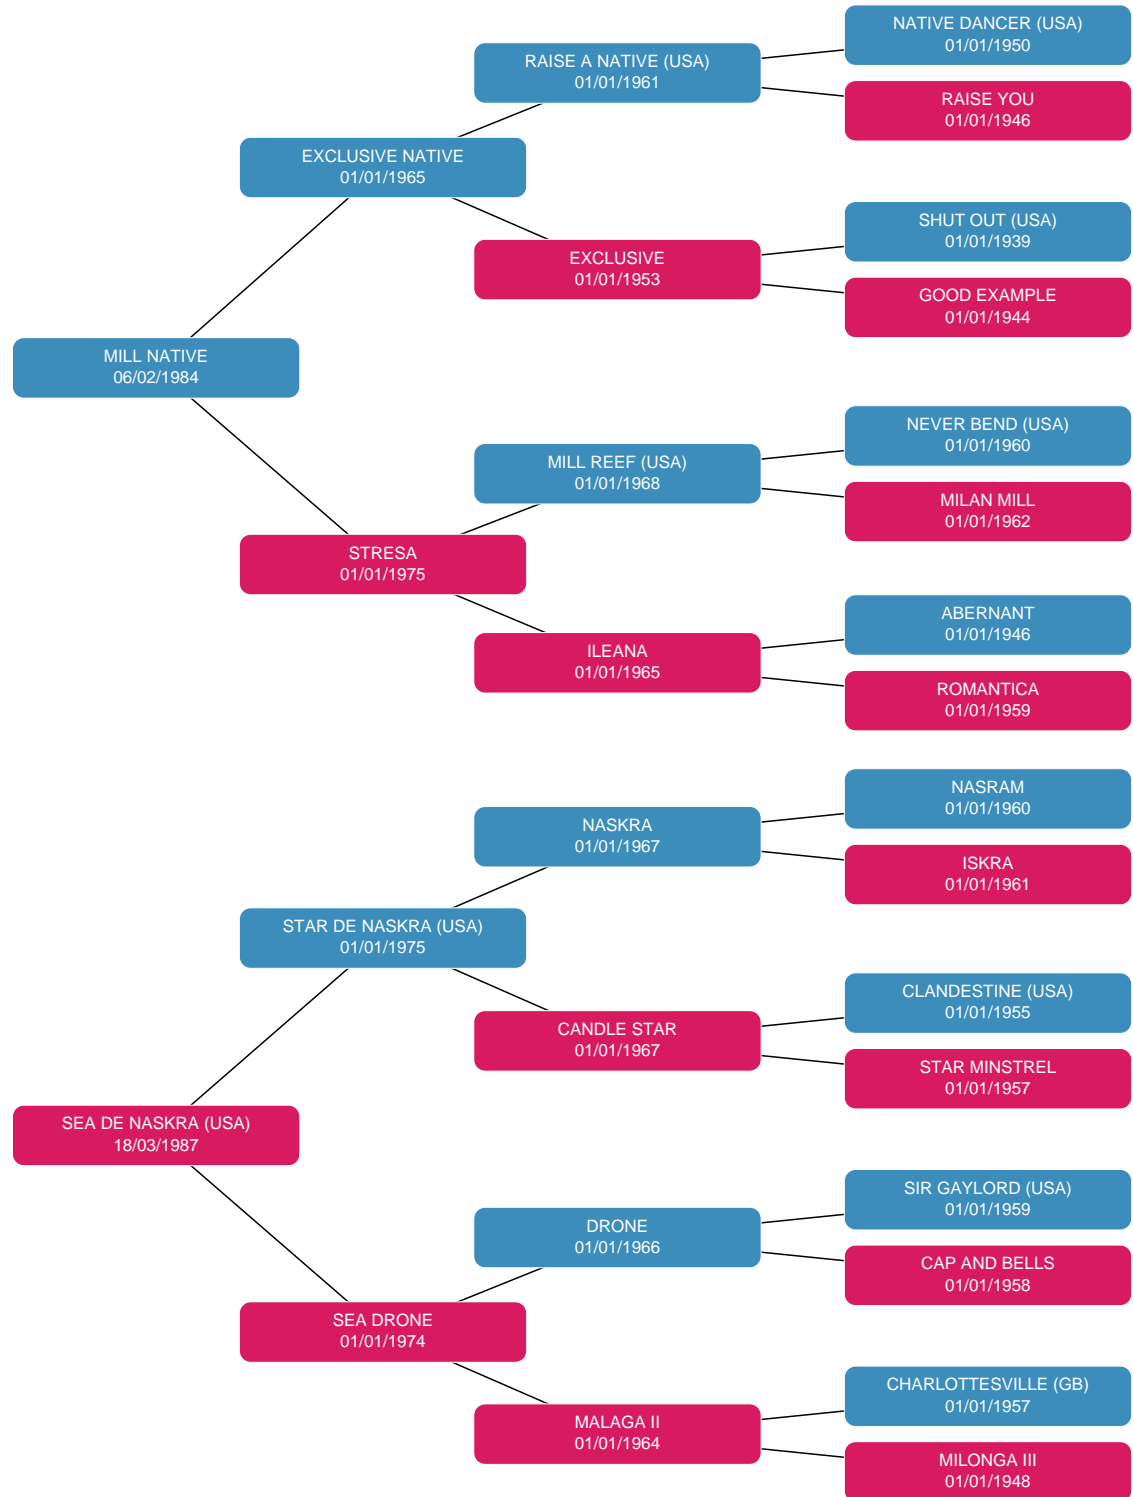 NATIVE DANCER (USA)
01/01/1950
RAISE A NATIVE (USA)
01/01/1961
RAISE YOU
01/01/1946
EXCLUSIVE NATIVE
01/01/1965
SHUT OUT (USA)
01/01/1939
EXCLUSIVE
01/01/1953
GOOD EXAMPLE
01/01/1944
MILL NATIVE
06/02/1984
NEVER BEND (USA)
01/01/1960
MILL REEF (USA)
01/01/1968
MILAN MILL
01/01/1962
STRESA
01/01/1975
ABERNANT
01/01/1946
ILEANA
01/01/1965
ROMANTICA
01/01/1959
NASRAM
01/01/1960
NASKRA
01/01/1967
ISKRA
01/01/1961
STAR DE NASKRA (USA)
01/01/1975
CLANDESTINE (USA)
01/01/1955
CANDLE STAR
01/01/1967
STAR MINSTREL
01/01/1957
SEA DE NASKRA (USA)
18/03/1987
SIR GAYLORD (USA)
01/01/1959
DRONE
01/01/1966
CAP AND BELLS
01/01/1958
SEA DRONE
01/01/1974
CHARLOTTESVILLE (GB)
01/01/1957
MALAGA II
01/01/1964
MILONGA III
01/01/1948